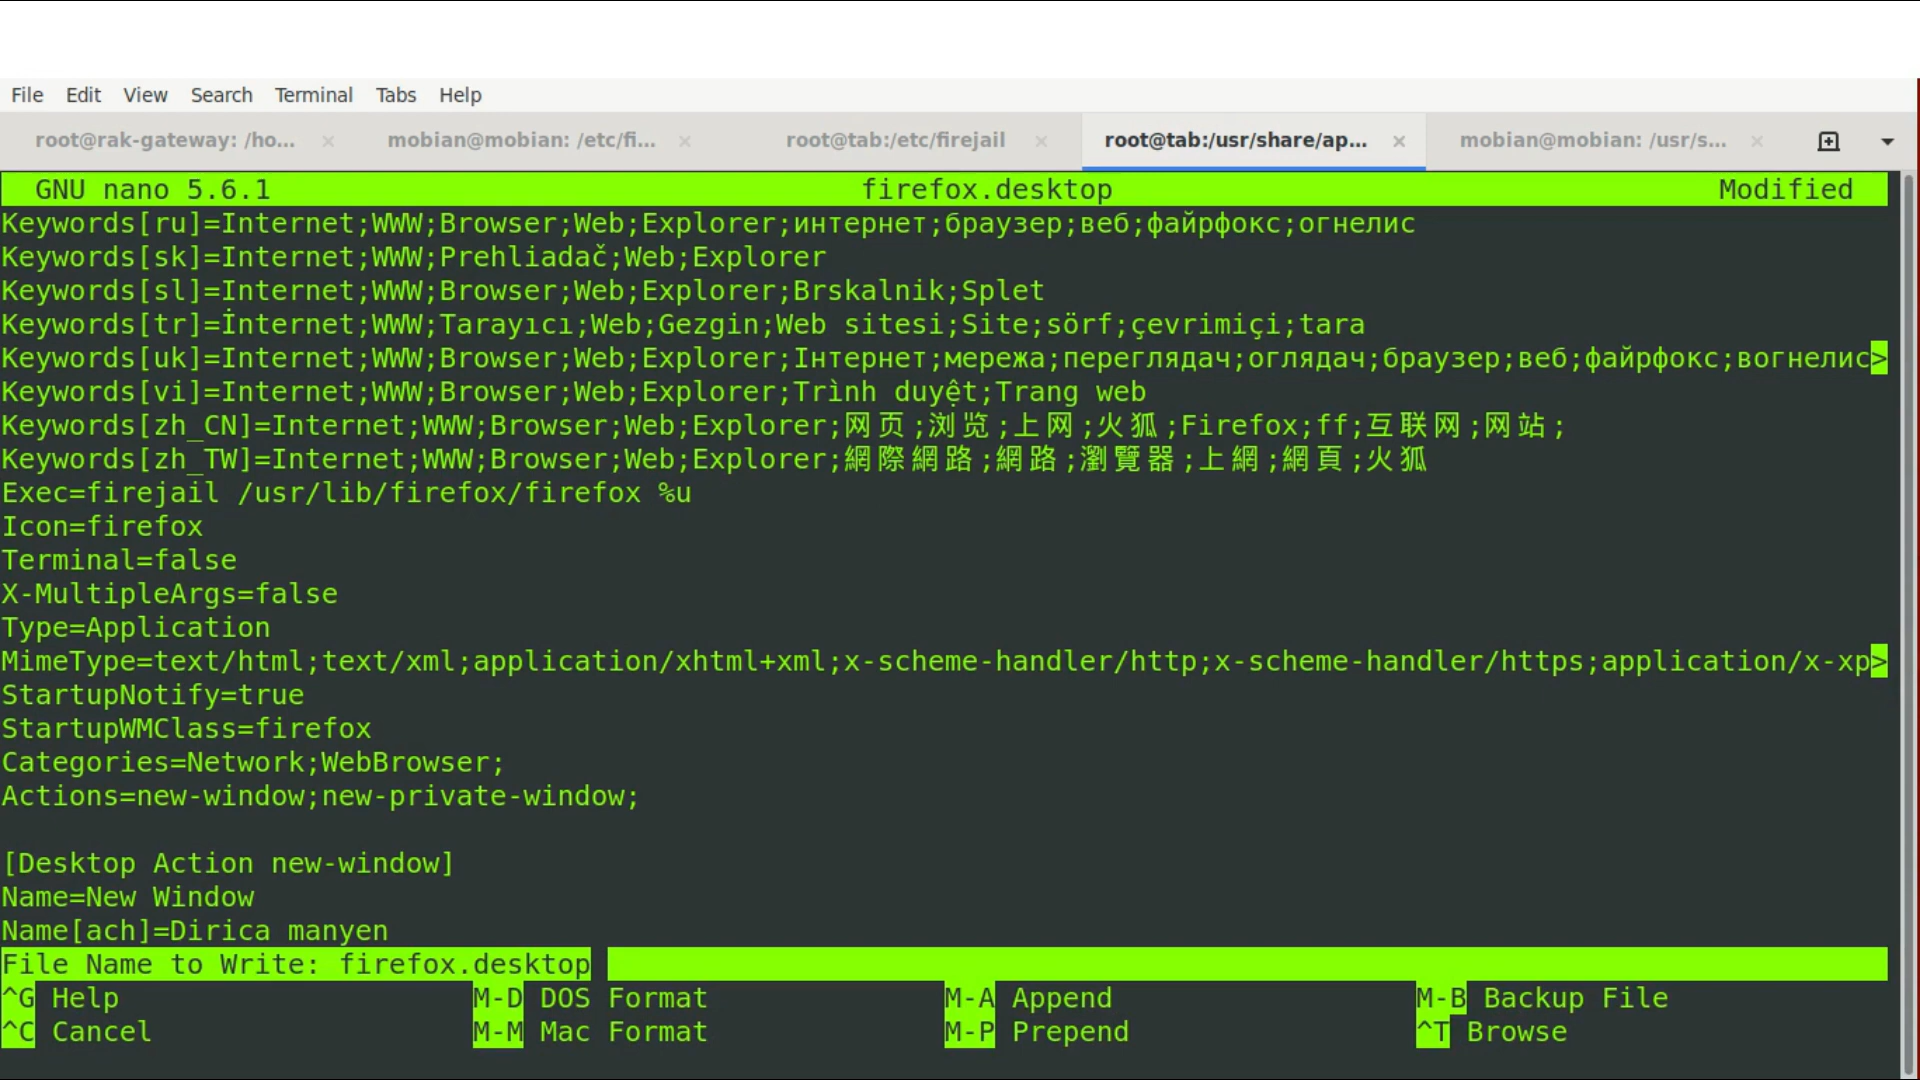 File Edit View Search Terminal Tabs Help
root@rak-gateway: /ho... × mobian@mobian: /etc/fi... × root@tab:/etc/firejail × root@tab:/usr/share/ap... × mobian@mobian: /usr/s... ×
GNU nano 5.6.1 firefox.desktop Modified
Keywords[ru]=Internet;WWW;Browser;Web;Explorer;интернет;браузер;веб;файрфокс;огнелис
Keywords[sk]=Internet;WWW;Prehliadač;Web;Explorer
Keywords[sl]=Internet;WWW;Browser;Web;Explorer;Brskalnik;Splet
Keywords[tr]=İnternet;WWW;Tarayıcı;Web;Gezgin;Web sitesi;Site;sörf;çevrimiçi;tara
Keywords[uk]=Internet;WWW;Browser;Web;Explorer;Інтернет;мережа;переглядач;оглядач;браузер;веб;файрфокс;вогнелис>
Keywords[vi]=Internet;WWW;Browser;Web;Explorer;Trình duyệt;Trang web
Keywords[zh_CN]=Internet;WWW;Browser;Web;Explorer;网页;浏览;上网;火狐;Firefox;ff;互联网;网站;
Keywords[zh_TW]=Internet;WWW;Browser;Web;Explorer;網際網路;網路;瀏覽器;上網;網頁;火狐
Exec=firejail /usr/lib/firefox/firefox %u
Icon=firefox
Terminal=false
X-MultipleArgs=false
Type=Application
MimeType=text/html;text/xml;application/xhtml+xml;x-scheme-handler/http;x-scheme-handler/https;application/x-xp>
StartupNotify=true
StartupWMClass=firefox
Categories=Network;WebBrowser;
Actions=new-window;new-private-window;
[Desktop Action new-window]
Name=New Window
Name[ach]=Dirica manyen
File Name to Write: firefox.desktop
^G Help M-D DOS Format M-A Append M-B Backup File
^C Cancel M-M Mac Format M-P Prepend ^T Browse